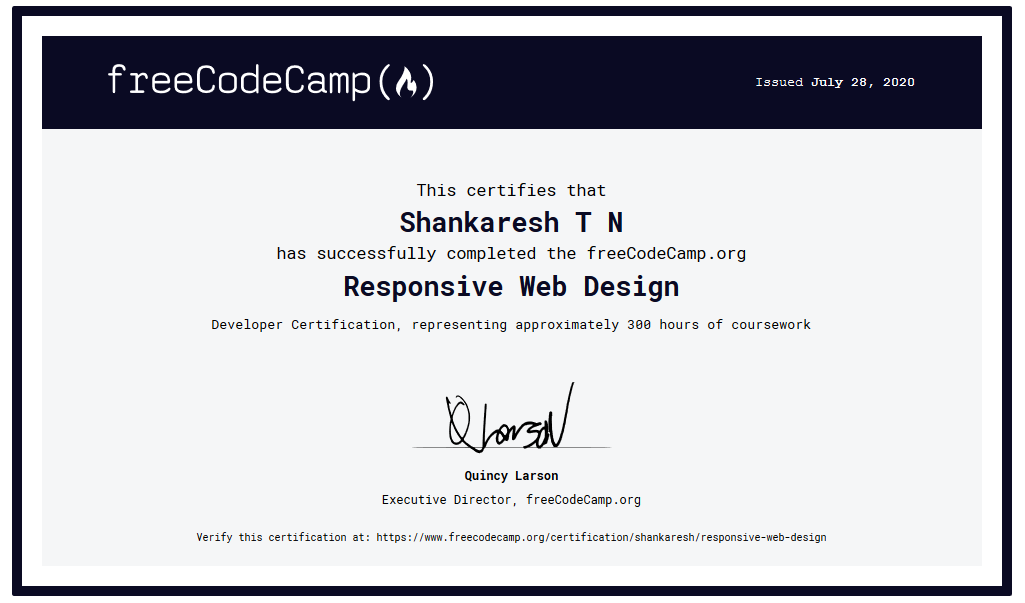 freeCodeCamp(🔥)
Issued July 28, 2020
This certifies that
Shankaresh T N
has successfully completed the freeCodeCamp.org
Responsive Web Design
Developer Certification, representing approximately 300 hours of coursework
Q Larson
Quincy Larson
Executive Director, freeCodeCamp.org
Verify this certification at: https://www.freecodecamp.org/certification/shankaresh/responsive-web-design